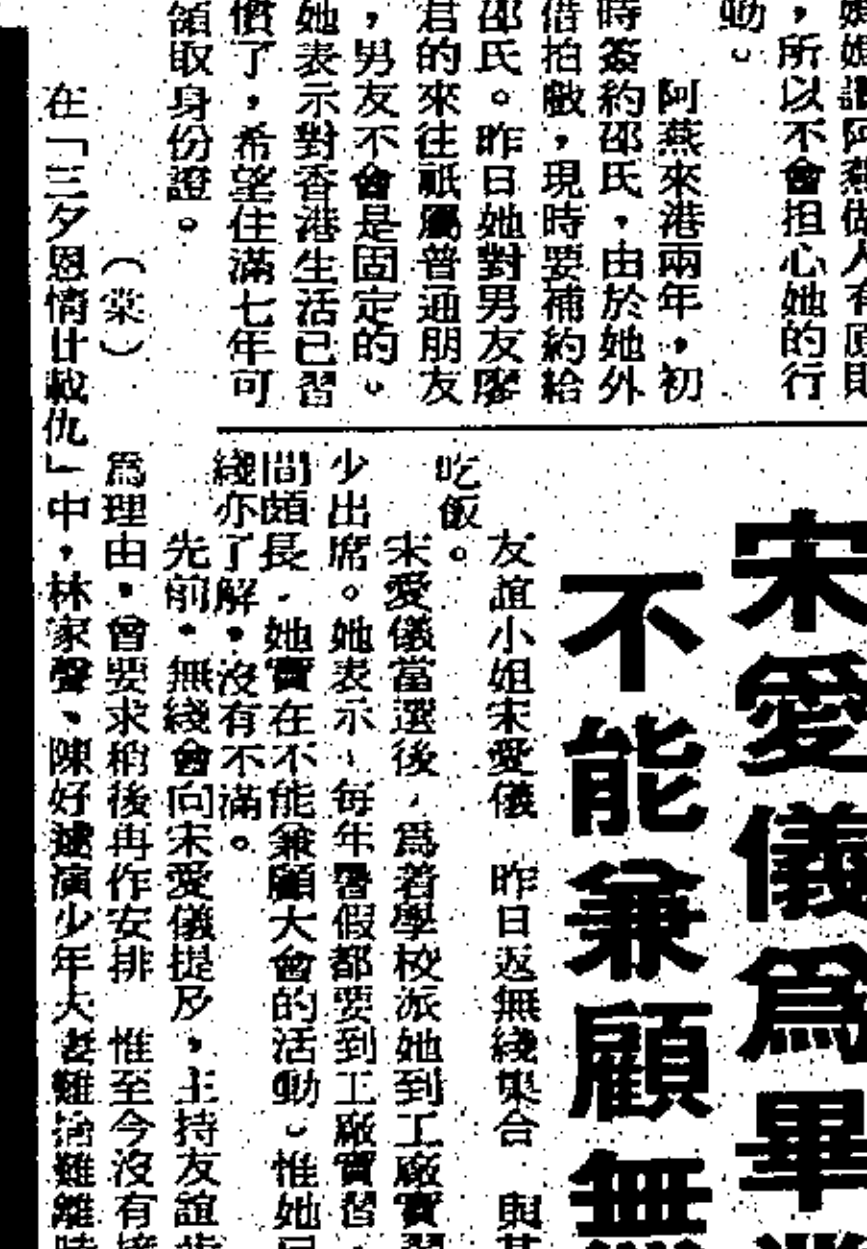 所以不會担心她的行
動。
阿燕來港兩年，初
時簽約邵氏，由於她外
借拍戲，現時要補約給
邵氏。昨日她對男友廖
君的來往祇屬普通朋友
，男友不會是固定的。
她表示對香港生活已習
慣了，希望住滿七年可
領取身份證。
（棠）
宋愛儀爲畢
不能兼顧無
友誼小姐宋愛儀 昨日返無綫集合 與其
吃飯。
宋愛儀當選後，爲着學校派她到工廠實習
少出席。她表示，每年暑假都要到工廠實習，
間頗長，她實在不能兼顧大會的活動。惟她
綫亦了解，沒有不滿。
先前，無綫會向宋愛儀提及，主持友誼
爲理由，曾要求稍後再作安排 惟至今沒有
在「三夕恩情廿載仇」中，林家聲、陳好逑演少年夫妻難捨難離時